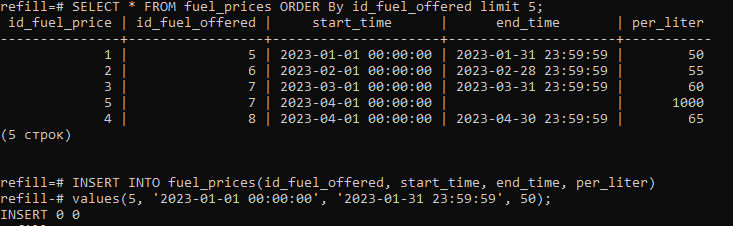 refill=# SELECT * FROM fuel_prices ORDER By id_fuel_offered limit 5;
id_fuel_price | id_fuel_offered | start_time | end_time | per_liter
---------------+-----------------+---------------------+---------------------+-----------
1 | 5 | 2023-01-01 00:00:00 | 2023-01-31 23:59:59 | 50
2 | 6 | 2023-02-01 00:00:00 | 2023-02-28 23:59:59 | 55
3 | 7 | 2023-03-01 00:00:00 | 2023-03-31 23:59:59 | 60
5 | 7 | 2023-04-01 00:00:00 | | 1000
4 | 8 | 2023-04-01 00:00:00 | 2023-04-30 23:59:59 | 65
(5 строк)
refill=# INSERT INTO fuel_prices(id_fuel_offered, start_time, end_time, per_liter)
refill-# values(5, '2023-01-01 00:00:00', '2023-01-31 23:59:59', 50);
INSERT 0 0